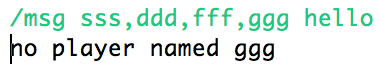 /msg sss,ddd,fff,ggg hello
no player named ggg